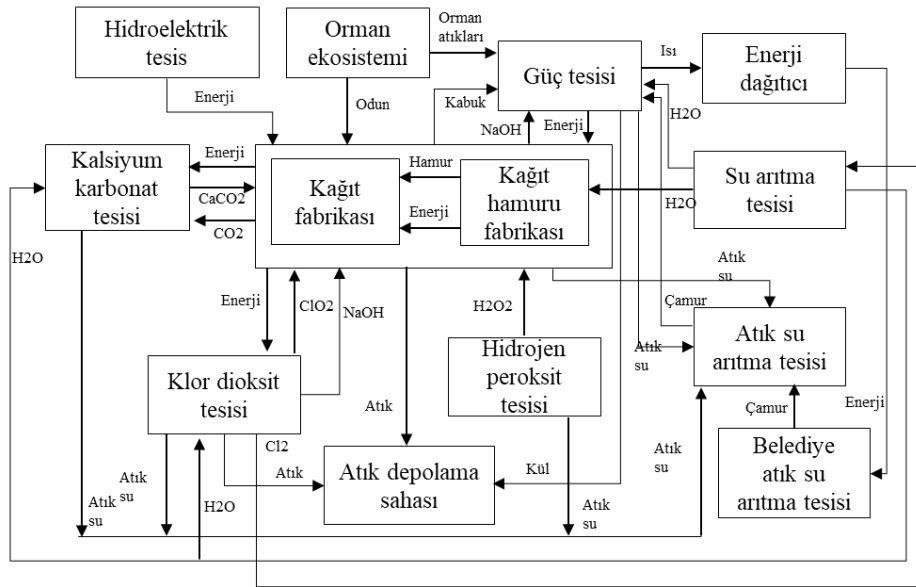 Hidroelektrik
tesis
Orman
ekosistemi
Orman
atıkları
Güç tesisi
Isı
Enerji
dağıtıcı
Enerji
Odun
Kabuk
NaOH
Enerji
H2O
Kalsiyum
karbonat
tesisi
Enerji
CaCO2
CO2
Kağıt
fabrikası
Hamur
Enerji
Kağıt
hamuru
fabrikası
H2O
Su arıtma
tesisi
H2O
Enerji
ClO2
NaOH
H2O2
Atık
su
Çamur
Atık
su
Atık su
arıtma tesisi
Klor dioksit
tesisi
Hidrojen
peroksit
tesisi
Atık
Çamur
Enerji
Cl2
Atık
su
Atık
su
H2O
Atık
Atık depolama
sahası
Kül
Atık
su
Atık
su
Belediye
atık su
arıtma tesisi